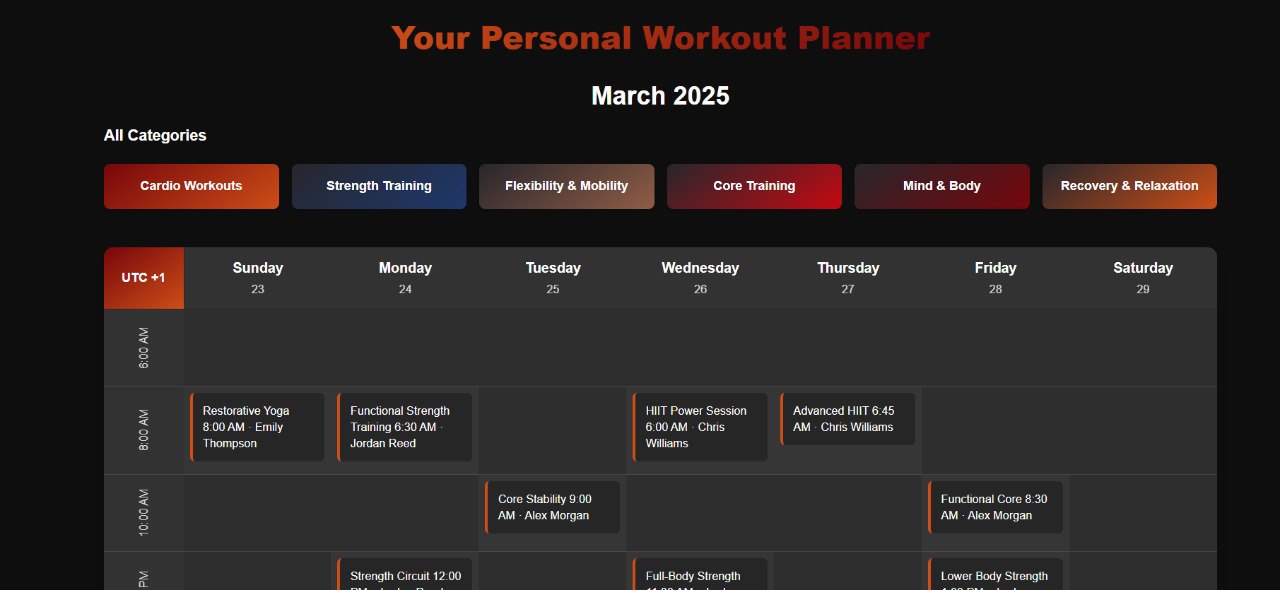 Your Personal Workout Planner
March 2025
All Categories
Cardio Workouts
Strength Training
Flexibility & Mobility
Core Training
Mind & Body
Recovery & Relaxation
UTC +1
Sunday
23
Monday
24
Tuesday
25
Wednesday
26
Thursday
27
Friday
28
Saturday
29
6:00 AM
8:00 AM
Restorative Yoga
8:00 AM · Emily
Thompson
Functional Strength
Training 6:30 AM ·
Jordan Reed
HIIT Power Session
6:00 AM · Chris
Williams
Advanced HIIT 6:45
AM · Chris Williams
10:00 AM
Core Stability 9:00
AM · Alex Morgan
Functional Core 8:30
AM · Alex Morgan
PM
Strength Circuit 12:00
Full-Body Strength
Lower Body Strength